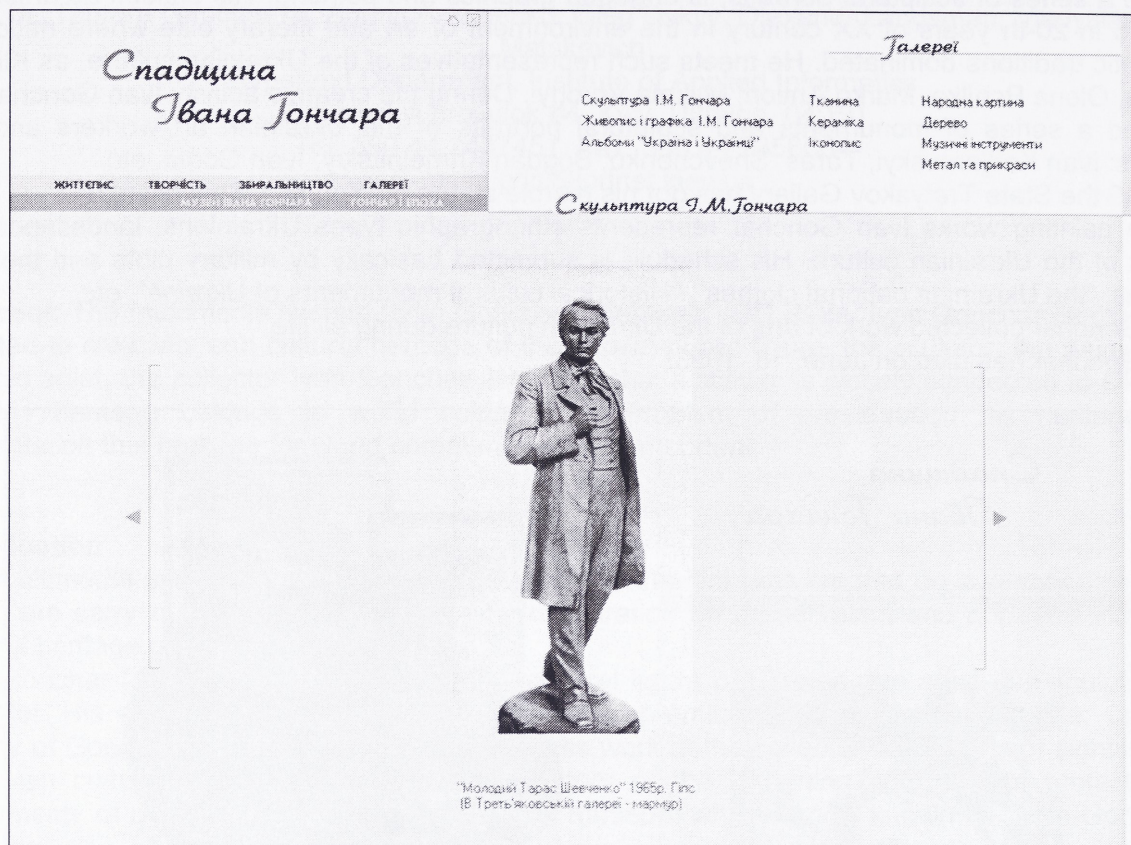 Спадщина
Івана Гончара
ЖИТТЄПИС ТВОРЧІСТЬ ЗБИРАЛЬНИЦТВО ГАЛЕРЕЇ
МУЗЕЙ ІВАНА ГОНЧАРА ГОНЧАР І ЕПОХА
Галереї
Скульптура І.М. Гончара Тканина Народна картина
Живопис і графіка І.М. Гончара Кераміка Дерево
Альбоми "Україна і Українці" Іконопис Музичні інструменти
Метал та прикраси
Скульптура І.М.Гончара
"Молодий Тарас Шевченко" 1965р. Гіпс
(В Треть'яковській галереї - мармур)